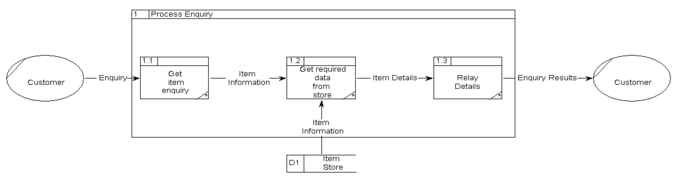 1 Process Enquiry
Customer
Enquiry
1.1
Get
item
enquiry
Item
Information
1.2
Get required
data
from
store
Item Details
1.3
Relay
Details
Enquiry Results
Customer
Item
Information
D1
Item
Store